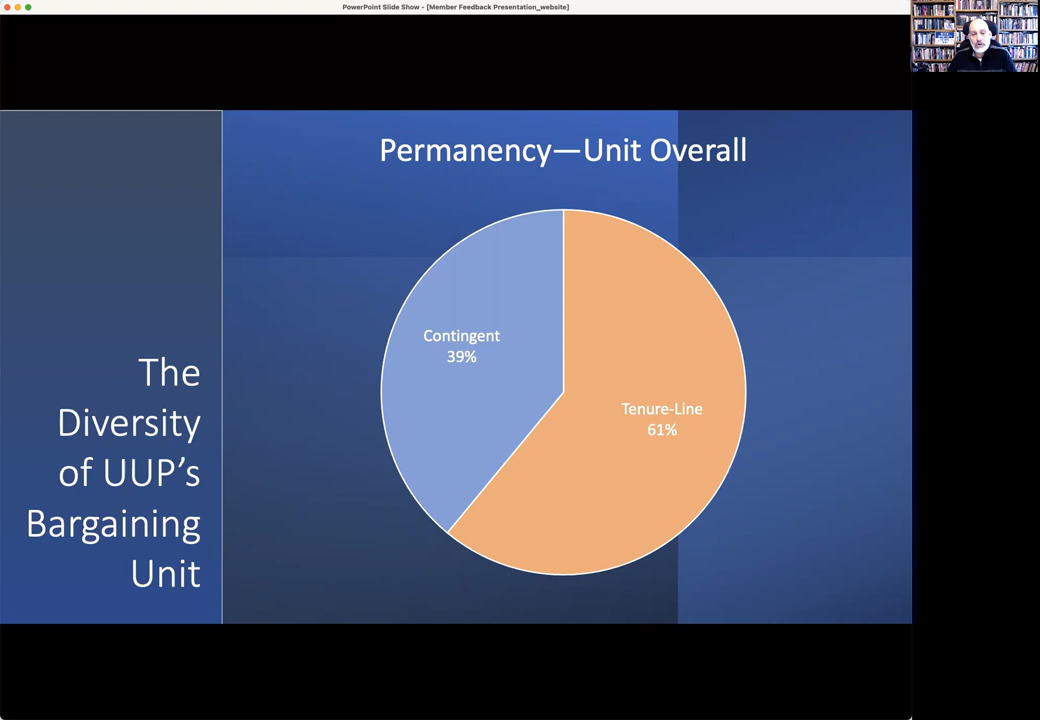 PowerPoint Slide Show - [Member Feedback Presentation_website]
Permanency—Unit Overall
The
Diversity
of UUP’s
Bargaining
Unit
Contingent
39%
Tenure-Line
61%